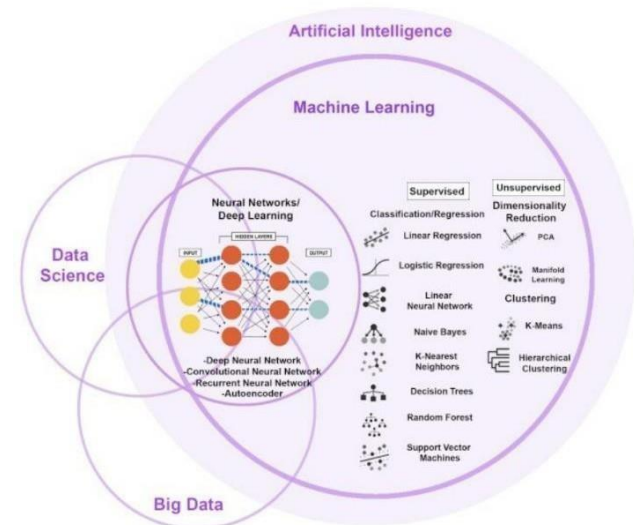 Artificial Intelligence
Machine Learning
Data
Science
Big Data
Neural Networks/
Deep Learning
HIDDEN LAYERS
INPUT
OUTPUT
-Deep Neural Network
-Convolutional Neural Network
-Recurrent Neural Network
-Autoencoder
Supervised
Classification/Regression
Linear Regression
Logistic Regression
Linear
Neural Network
Naive Bayes
K-Nearest
Neighbors
Decision Trees
Random Forest
Support Vector
Machines
Unsupervised
Dimensionality
Reduction
PCA
Manifold
Learning
Clustering
K-Means
Hierarchical
Clustering